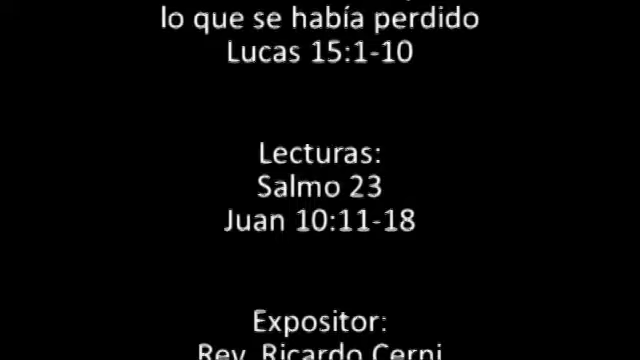 lo que se había perdido
Lucas 15:1-10
Lecturas:
Salmo 23
Juan 10:11-18
Expositor:
Rev. Ricardo Cerni